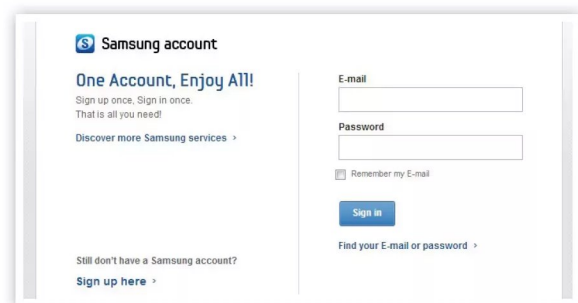 S Samsung account
One Account, Enjoy All!
Sign up once, Sign in once.
That is all you need!
Discover more Samsung services ›
Still don't have a Samsung account?
Sign up here ›
E-mail
Password
Remember my E-mail
Sign in
Find your E-mail or password ›